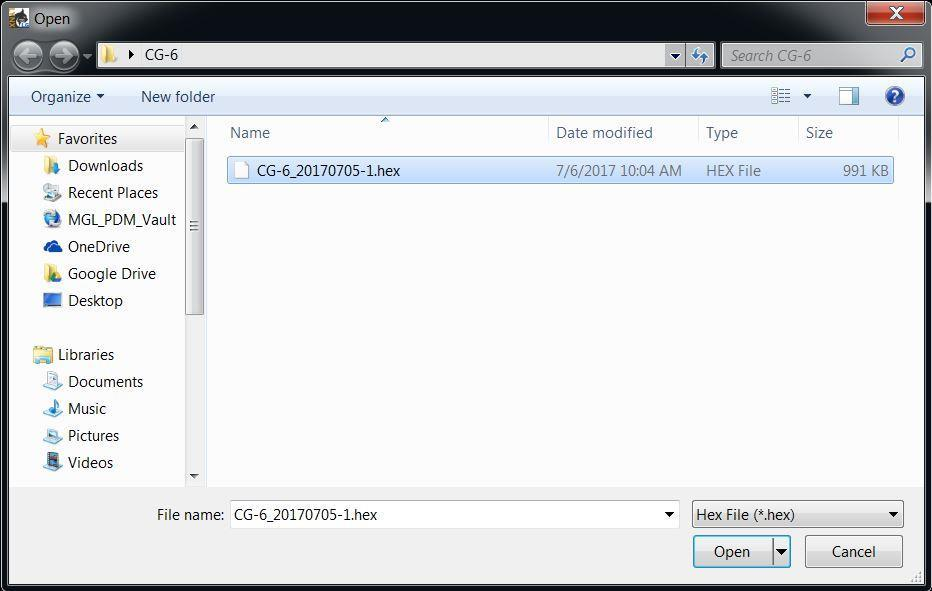 Open
CG-6
Search CG-6
Organize
New folder
Name
Date modified
Type
Size
CG-6_20170705-1.hex
7/6/2017 10:04 AM
HEX File
991 KB
Favorites
Downloads
Recent Places
MGL_PDM_Vault
OneDrive
Google Drive
Desktop
Libraries
Documents
Music
Pictures
Videos
File name:
CG-6_20170705-1.hex
Hex File (*.hex)
Open
Cancel